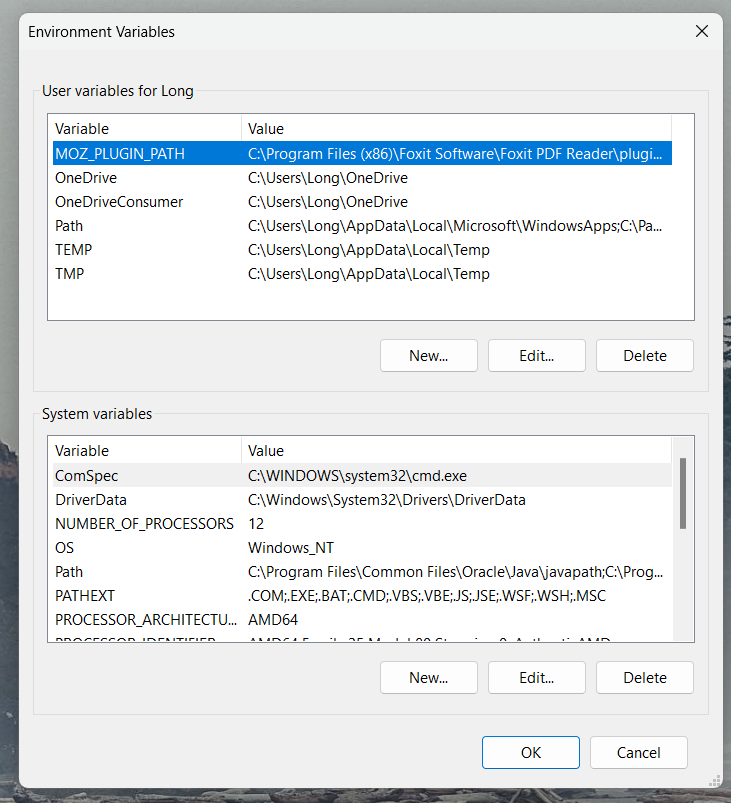 Environment Variables
User variables for Long
Variable Value
MOZ_PLUGIN_PATH C:\Program Files (x86)\Foxit Software\Foxit PDF Reader\plugi...
OneDrive C:\Users\Long\OneDrive
OneDriveConsumer C:\Users\Long\OneDrive
Path C:\Users\Long\AppData\Local\Microsoft\WindowsApps;C:\Pa...
TEMP C:\Users\Long\AppData\Local\Temp
TMP C:\Users\Long\AppData\Local\Temp
New... Edit... Delete
System variables
Variable Value
ComSpec C:\WINDOWS\system32\cmd.exe
DriverData C:\Windows\System32\Drivers\DriverData
NUMBER_OF_PROCESSORS 12
OS Windows_NT
Path C:\Program Files\Common Files\Oracle\Java\javapath;C:\Prog...
PATHEXT .COM;.EXE;.BAT;.CMD;.VBS;.VBE;.JS;.JSE;.WSF;.WSH;.MSC
PROCESSOR_ARCHITECTU... AMD64
PROCESSOR_IDENTIFIER AMD64 Family
New... Edit... Delete
OK Cancel